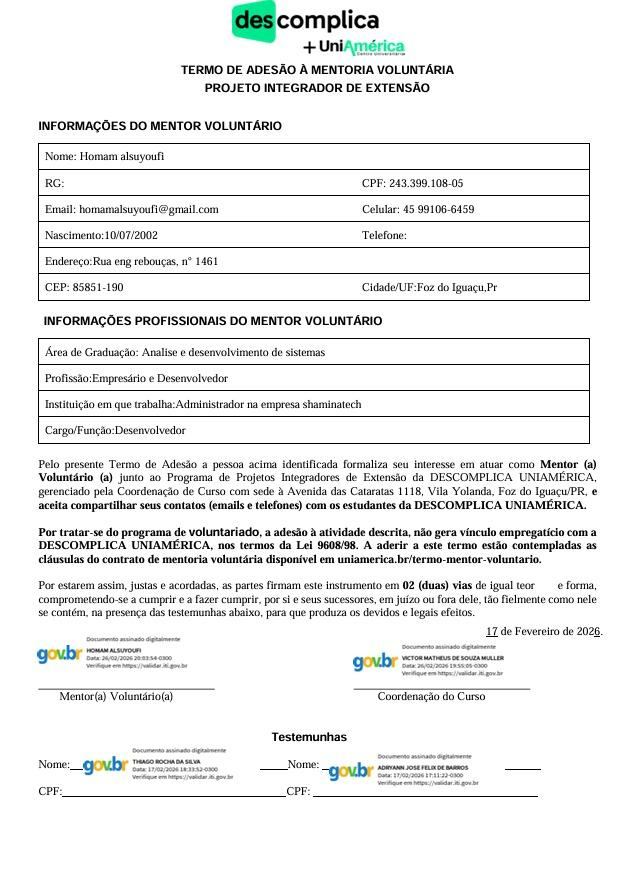 descomplica
+ UniAmérica
Centro Universitário
TERMO DE ADESÃO À MENTORIA VOLUNTÁRIA
PROJETO INTEGRADOR DE EXTENSÃO
INFORMAÇÕES DO MENTOR VOLUNTÁRIO
Nome: Homam alsuyoufi
RG: CPF: 243.399.108-05
Email: homamalsuyoufi@gmail.com Celular: 45 99106-6459
Nascimento:10/07/2002 Telefone:
Endereço:Rua eng rebouças, n° 1461
CEP: 85851-190 Cidade/UF:Foz do Iguaçu,Pr
INFORMAÇÕES PROFISSIONAIS DO MENTOR VOLUNTÁRIO
Área de Graduação: Analise e desenvolvimento de sistemas
Profissão:Empresário e Desenvolvedor
Instituição em que trabalha:Administrador na empresa shaminatech
Cargo/Função:Desenvolvedor
Pelo presente Termo de Adesão a pessoa acima identificada formaliza seu interesse em atuar como Mentor (a)
Voluntário (a) junto ao Programa de Projetos Integradores de Extensão da DESCOMPLICA UNIAMÉRICA,
gerenciado pela Coordenação de Curso com sede à Avenida das Cataratas 1118, Vila Yolanda, Foz do Iguaçu/PR, e
aceita compartilhar seus contatos (emails e telefones) com os estudantes da DESCOMPLICA UNIAMÉRICA.
Por tratar-se do programa de voluntariado, a adesão à atividade descrita, não gera vínculo empregatício com a
DESCOMPLICA UNIAMÉRICA, nos termos da Lei 9608/98. A aderir a este termo estão contempladas as
cláusulas do contrato de mentoria voluntária disponível em uniamerica.br/termo-mentor-voluntario.
Por estarem assim, justas e acordadas, as partes firmam este instrumento em 02 (duas) vias de igual teor e forma,
comprometendo-se a cumprir e a fazer cumprir, por si e seus sucessores, em juízo ou fora dele, tão fielmente como nele
se contém, na presença das testemunhas abaixo, para que produza os devidos e legais efeitos.
17 de Fevereiro de 2026.
gov.br
Documento assinado digitalmente
HOMAM ALSUYOUFI
Data: 26/02/2026 20:03:54-0300
Verifique em https://validar.iti.gov.br
gov.br
Documento assinado digitalmente
VICTOR MATHEUS DE SOUZA MULLER
Data: 26/02/2026 19:55:05-0300
Verifique em https://validar.iti.gov.br
Mentor(a) Voluntário(a) Coordenação do Curso
Testemunhas
Nome:
gov.br
Documento assinado digitalmente
THIAGO ROCHA DA SILVA
Data: 17/02/2026 18:33:52-0300
Verifique em https://validar.iti.gov.br
Nome:
gov.br
Documento assinado digitalmente
ADRYANN JOSE FELIX DE BARROS
Data: 17/02/2026 17:11:22-0300
Verifique em https://validar.iti.gov.br
CPF: CPF: